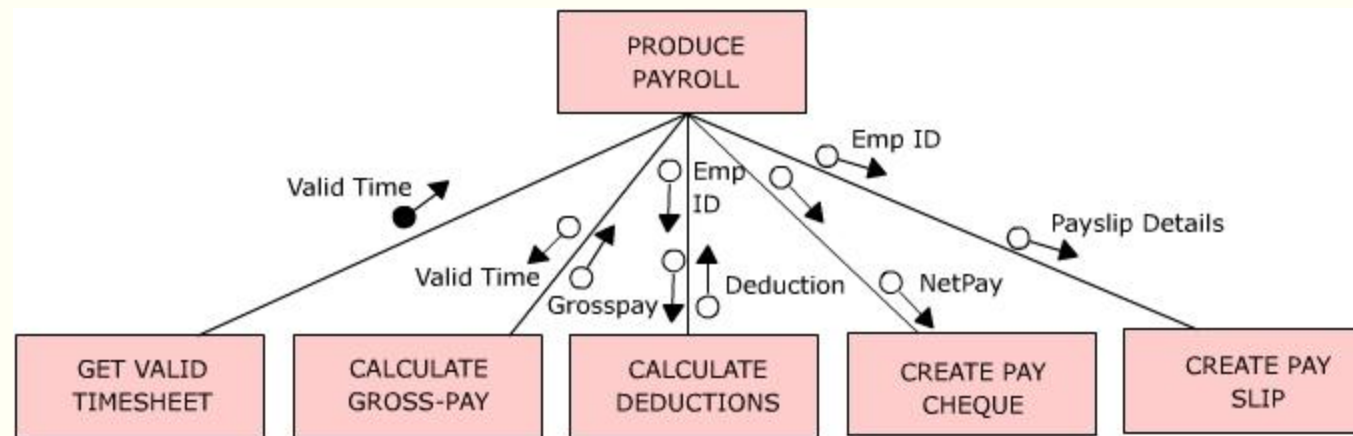 PRODUCE
PAYROLL
Emp ID
Valid Time
Emp
ID
Payslip Details
Valid Time
Grosspay
Deduction
NetPay
GET VALID
TIMESHEET
CALCULATE
GROSS-PAY
CALCULATE
DEDUCTIONS
CREATE PAY
CHEQUE
CREATE PAY
SLIP